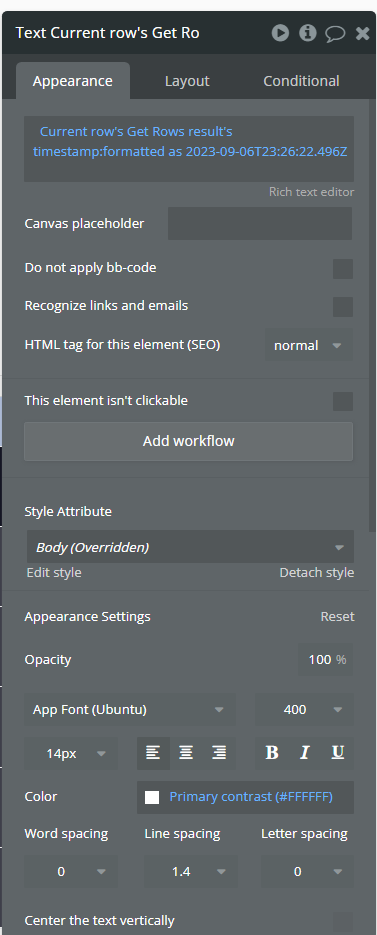 Text Current row's Get Ro
Appearance Layout Conditional
Current row's Get Rows result's
timestamp:formatted as 2023-09-06T23:26:22.496Z
Rich text editor
Canvas placeholder
Do not apply bb-code
Recognize links and emails
HTML tag for this element (SEO) normal
This element isn't clickable
Add workflow
Style Attribute
Body (Overridden)
Edit style Detach style
Appearance Settings Reset
Opacity 100 %
App Font (Ubuntu) 400
14px B I U
Color Primary contrast (#FFFFFF)
Word spacing Line spacing Letter spacing
0 1.4 0
Center the text vertically